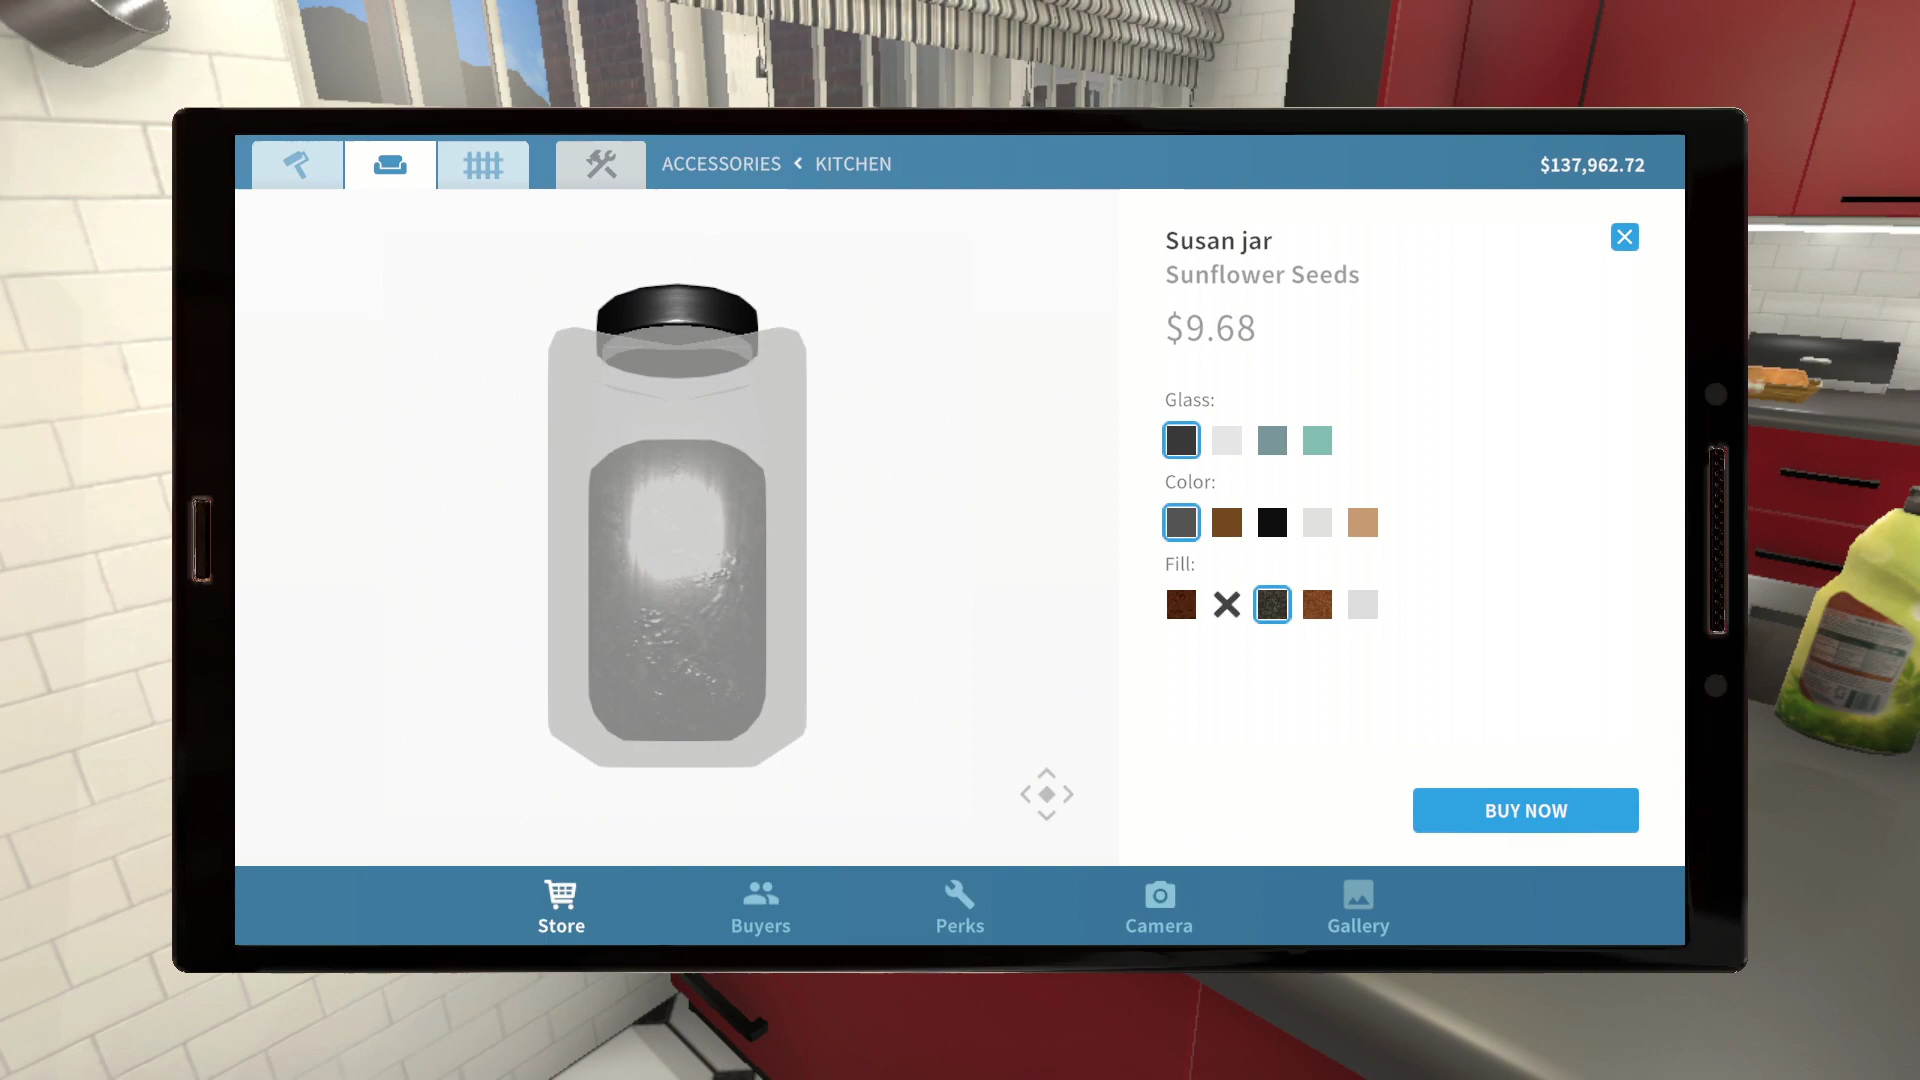 ACCESSORIES < KITCHEN
$137,962.72
Susan jar
Sunflower Seeds
$9.68
Glass:
Color:
Fill:
BUY NOW
Store
Buyers
Perks
Camera
Gallery